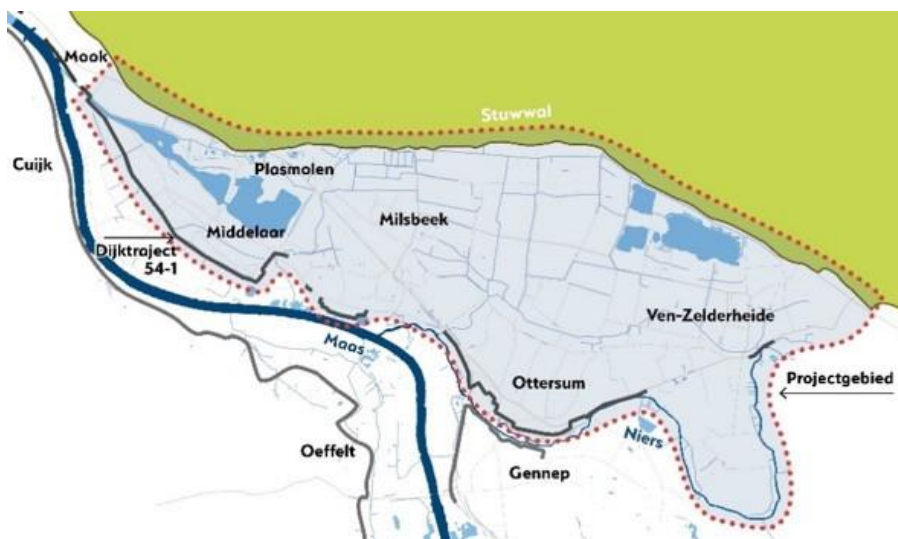 Mook
Stuwwal
Cuijk
Plasmolen
Milsbeek
Middelaar
Dijktraject
54-1
Ven-Zelderheide
Maas
Projectgebied
Ottersum
Niers
Oeffelt
Gennep